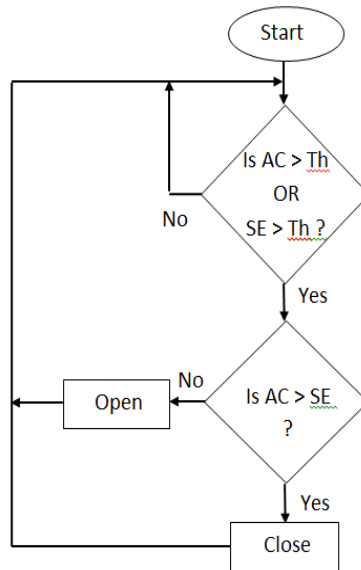 Start
Is AC > Th
OR
SE > Th ?
No
Yes
Is AC > SE
?
No
Open
Yes
Close